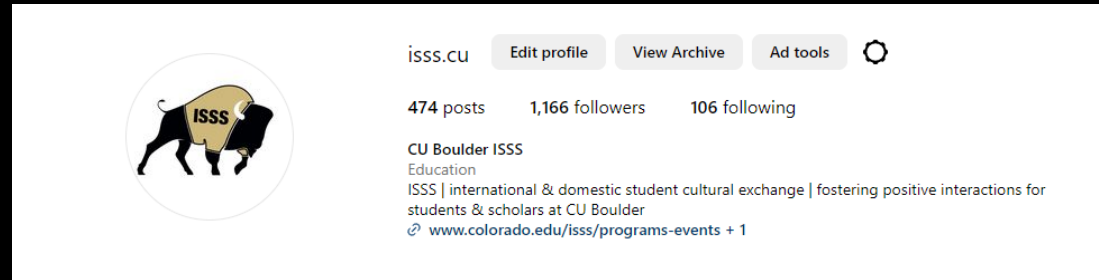 ISSS
isss.cu Edit profile View Archive Ad tools
474 posts 1,166 followers 106 following
CU Boulder ISSS
Education
ISSS | international & domestic student cultural exchange | fostering positive interactions for
students & scholars at CU Boulder
www.colorado.edu/isss/programs-events + 1